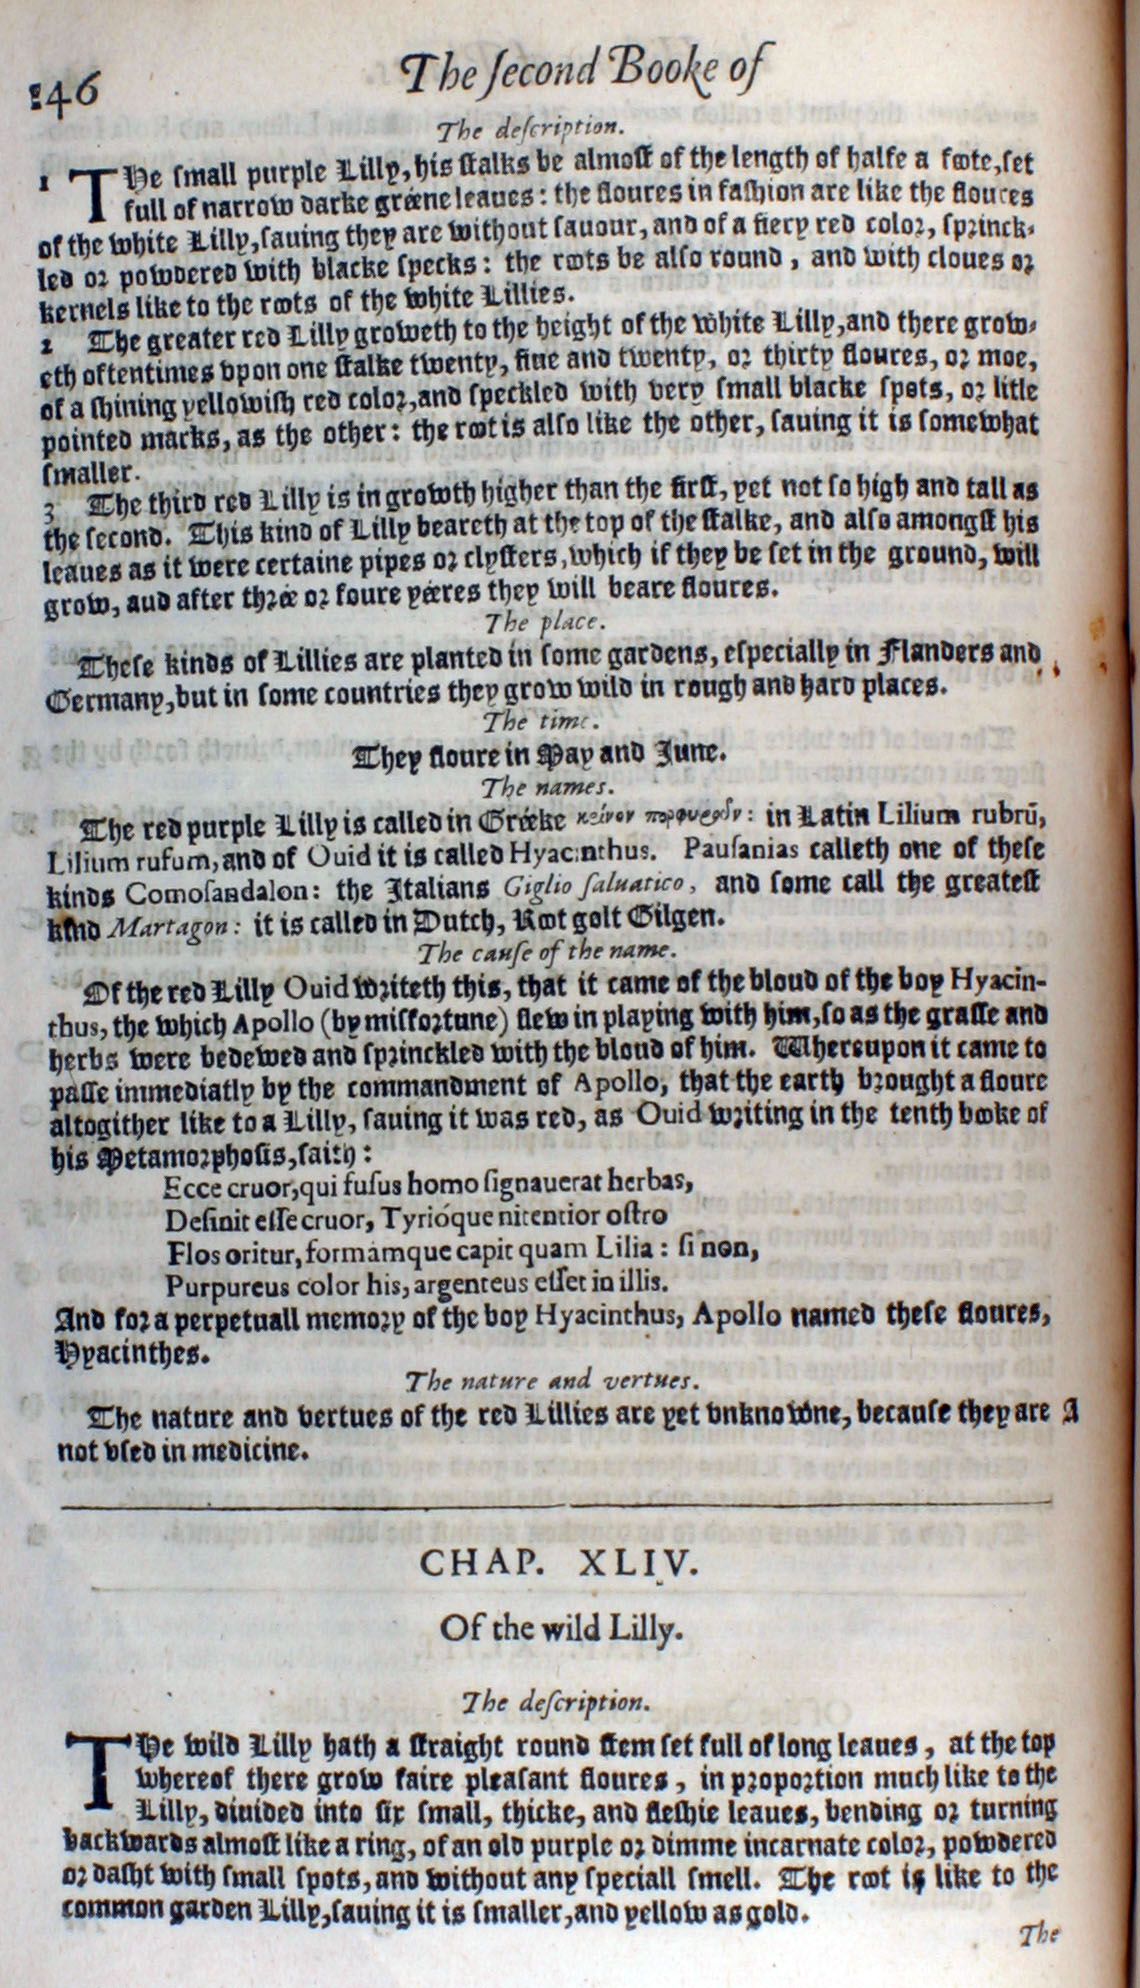 146
The ſecond Booke of
The deſcription.
1 THe ſmall purple Lilly, his ſtalks be almoſt of the length of halfe a foote, ſet
full of narrow darke gréene leaues: the floures in faſhion are like the floures
of the white Lilly, ſauing they are without ſauour, and of a fiery red color, ſprinck-
led or powdered with blacke ſpecks: the roots be alſo round, and with cloues or
kernels like to the roots of the white Lillies.
2 The greater red Lilly groweth to the height of the white Lilly, and there grow-
eth oftentimes vpon one ſtalke twenty, fiue and twenty, or thirty floures, or moe,
of a ſhining yellowiſh red color, and ſpeckled with very ſmall blacke ſpots, or litle
pointed marks, as the other: the root is alſo like the other, ſauing it is ſomewhat
ſmaller.
3 The third red Lilly is in growth higher than the firſt, yet not ſo high and tall as
the ſecond. This kind of Lilly beareth at the top of the ſtalke, and alſo amongſt his
leaues as it were certaine pipes or clyſters, which if they be ſet in the ground, will
grow, aud after thrée or foure yéeres they will beare floures.
The place.
Theſe kinds of Lillies are planted in ſome gardens, eſpecially in Flanders and
Germany, but in ſome countries they grow wild in rough and hard places.
The time.
They floure in May and June.
The names.
The red purple Lilly is called in Gréeke κρίνον πορφυροῦν: in Latin Lilium rubrū,
Lilium rufum, and of Ouid it is called Hyacinthus. Pauſanias calleth one of theſe
kinds Comoſandalon: the Italians Giglio ſaluatico, and ſome call the greateſt
kind Martagon: it is called in Dutch, Root golt Gilgen.
The cauſe of the name.
Of the red Lilly Ouid writeth this, that it came of the bloud of the boy Hyacin-
thus, the which Apollo (by misfortune) ſlew in playing with him, ſo as the graſſe and
herbs were bedewed and ſprinckled with the bloud of him. Whereupon it came to
paſſe immediatly by the commandment of Apollo, that the earth brought a floure
altogither like to a Lilly, ſauing it was red, as Ouid writing in the tenth booke of
his Metamorphoſis, ſaith:
Ecce cruor, qui fuſus homo ſignauerat herbas,
Deſinit eſſe cruor, Tyrióque nitentior oſtro
Flos oritur, formámque capit quam Lilia: ſi non,
Purpureus color his, argenteus eſſet in illis.
And for a perpetuall memory of the boy Hyacinthus, Apollo named theſe floures,
Hyacinthes.
The nature and vertues.
The nature and vertues of the red Lillies are yet vnknowne, becauſe they are A
not vſed in medicine.
CHAP. XLIV.
Of the wild Lilly.
The deſcription.
THe wild Lilly hath a ſtraight round ſtem ſet full of long leaues, at the top
whereof there grow faire pleaſant floures, in proportion much like to the
Lilly, diuided into ſix ſmall, thicke, and fleſhie leaues, bending or turning
backwards almoſt like a ring, of an old purple or dimme incarnate color, powdered
or daſht with ſmall ſpots, and without any ſpeciall ſmell. The root is like to the
common garden Lilly, ſauing it is ſmaller, and yellow as gold.
The